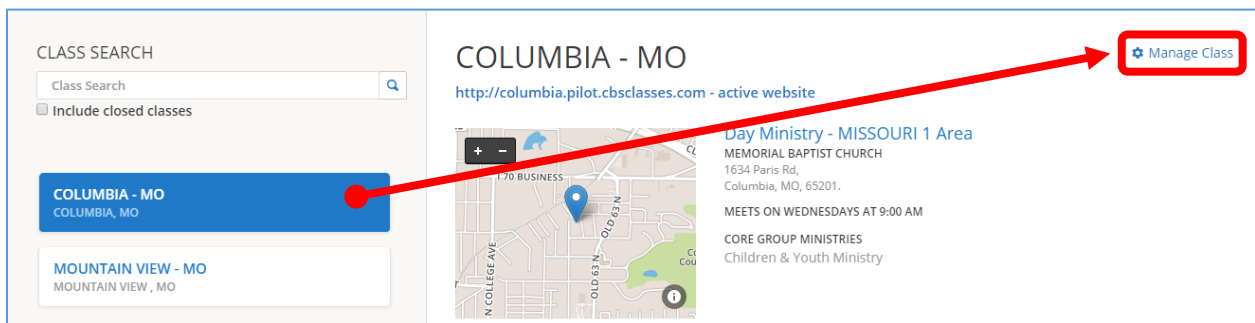 CLASS SEARCH
Class Search
Include closed classes
COLUMBIA - MO
COLUMBIA, MO
MOUNTAIN VIEW - MO
MOUNTAIN VIEW , MO
COLUMBIA - MO
Manage Class
http://columbia.pilot.cbsclasses.com - active website
+ -
I 70 BUSINESS
OLD 63 N
OLD 63 N
N COLLEGE AVE
Co
Cou
Day Ministry - MISSOURI 1 Area
MEMORIAL BAPTIST CHURCH
1634 Paris Rd,
Columbia, MO, 65201.
MEETS ON WEDNESDAYS AT 9:00 AM
CORE GROUP MINISTRIES
Children & Youth Ministry